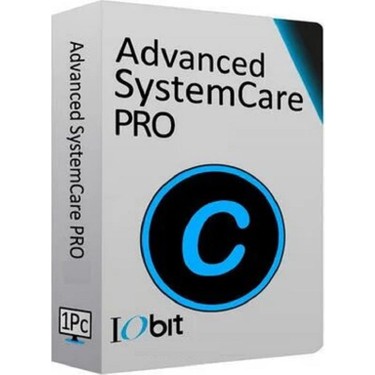 Advanced
SystemCare
PRO
C
IObit
Advanced SystemCare PRO
1Pc